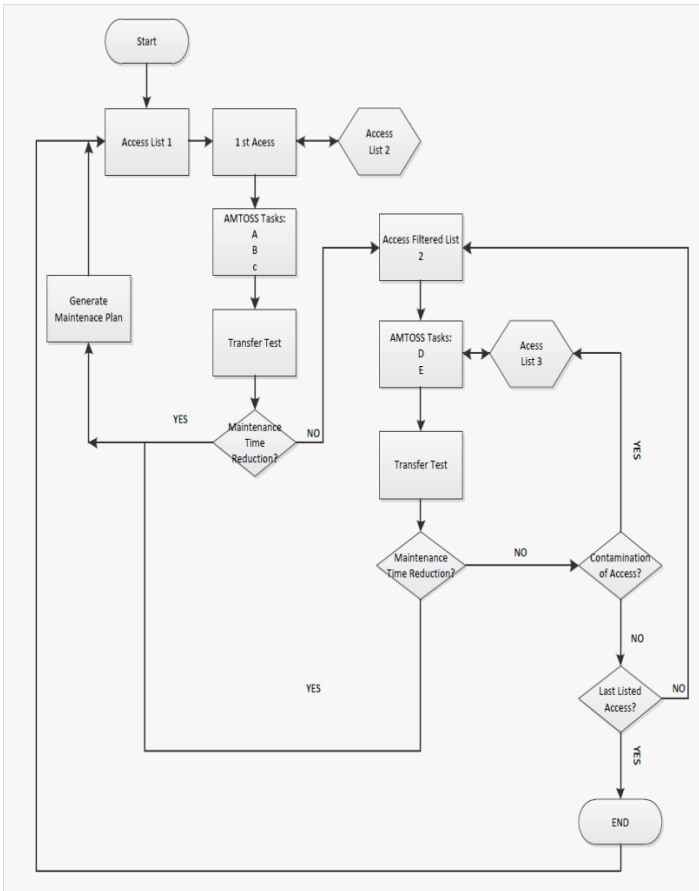 Start
Access List 1
1 st Acess
Access
List 2
AMTOSS Tasks:
A
B
c
Access Filtered List
2
Generate
Maintenace Plan
Transfer Test
AMTOSS Tasks:
D
E
Acess
List 3
YES
Maintenance
Time
Reduction?
NO
YES
Transfer Test
Maintenance
Time Reduction?
NO
Contamination
of Access?
NO
YES
Last Listed
Access?
NO
YES
END